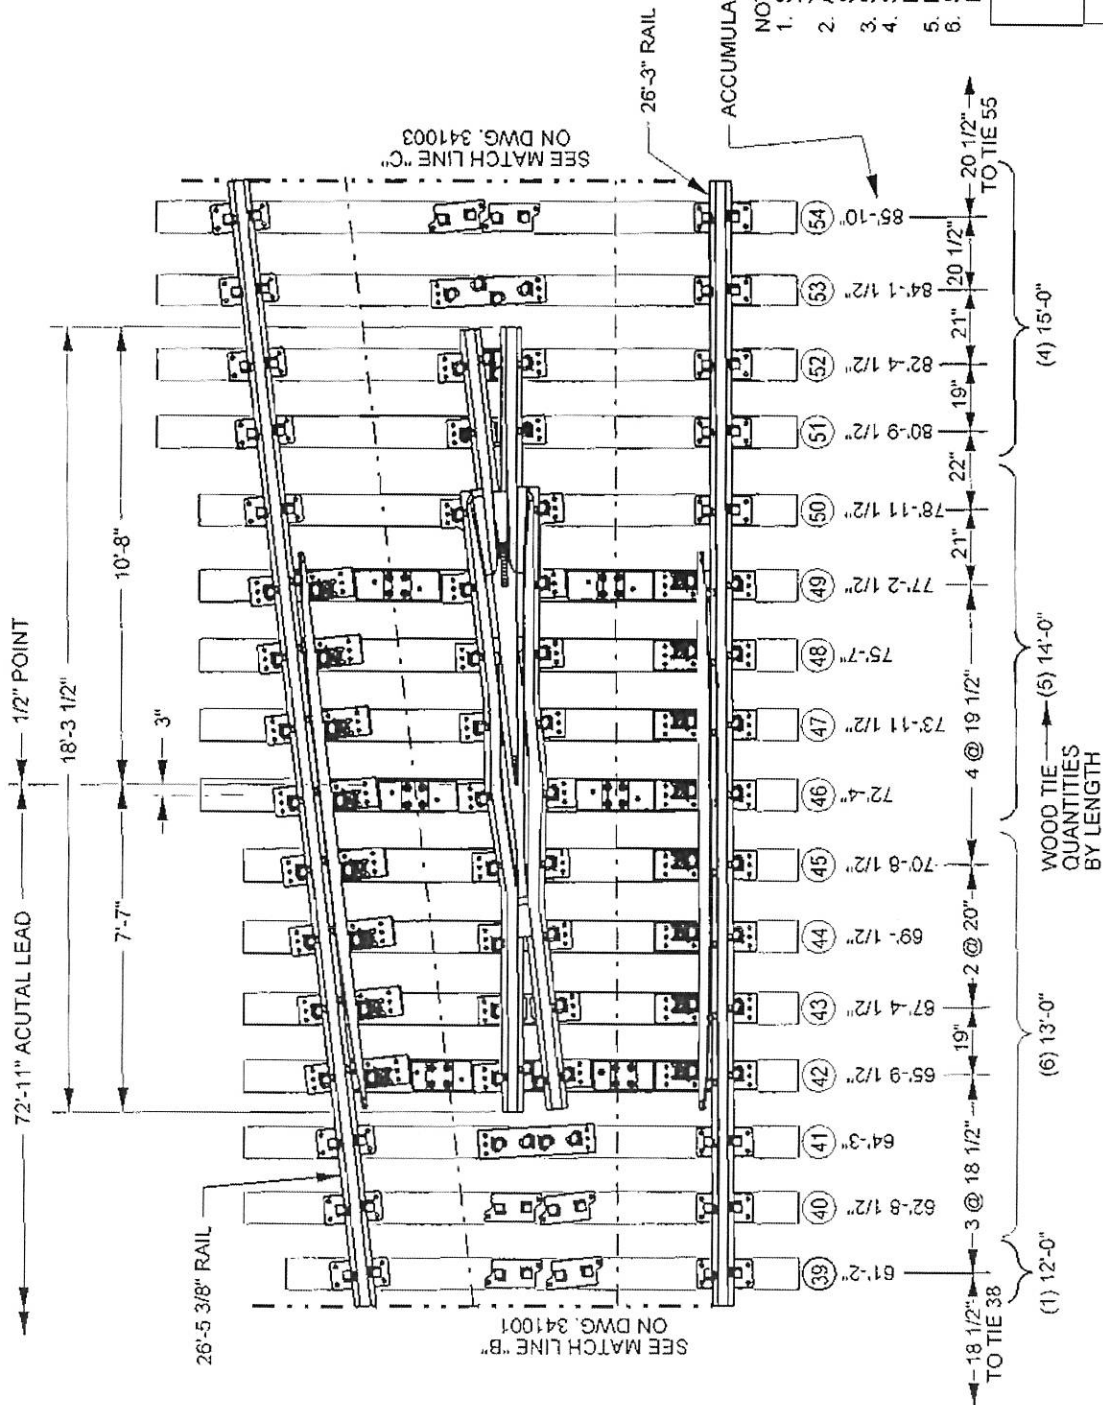 72'-11" ACUTAL LEAD
1/2" POINT
18'-3 1/2"
7'-7"
10'-8"
3"
26'-5 3/8" RAIL
26'-3" RAIL
SEE MATCH LINE "B"
ON DWG. 341001
SEE MATCH LINE "C"
ON DWG. 341003
ACCUMULA
NO
1.
2.
3.
4.
5.
6.
39 40 41 42 43 44 45 46 47 48 49 50 51 52 53 54
61'-2"
62'-8 1/2"
64'-3"
65'-9 1/2"
67'-4 1/2"
69'- 1/2"
70'-8 1/2"
72'-4"
73'-11 1/2"
75'-7"
77'-2 1/2"
78'-11 1/2"
80'-9 1/2"
82'-4 1/2"
84'-1 1/2"
85'-10"
18 1/2"
TO TIE 38
3 @ 18 1/2"
19"
2 @ 20"
4 @ 19 1/2"
21"
22"
19"
21"
20 1/2"
20 1/2"
TO TIE 55
(1) 12'-0"
(6) 13'-0"
WOOD TIE
QUANTITIES
BY LENGTH
(5) 14'-0"
(4) 15'-0"